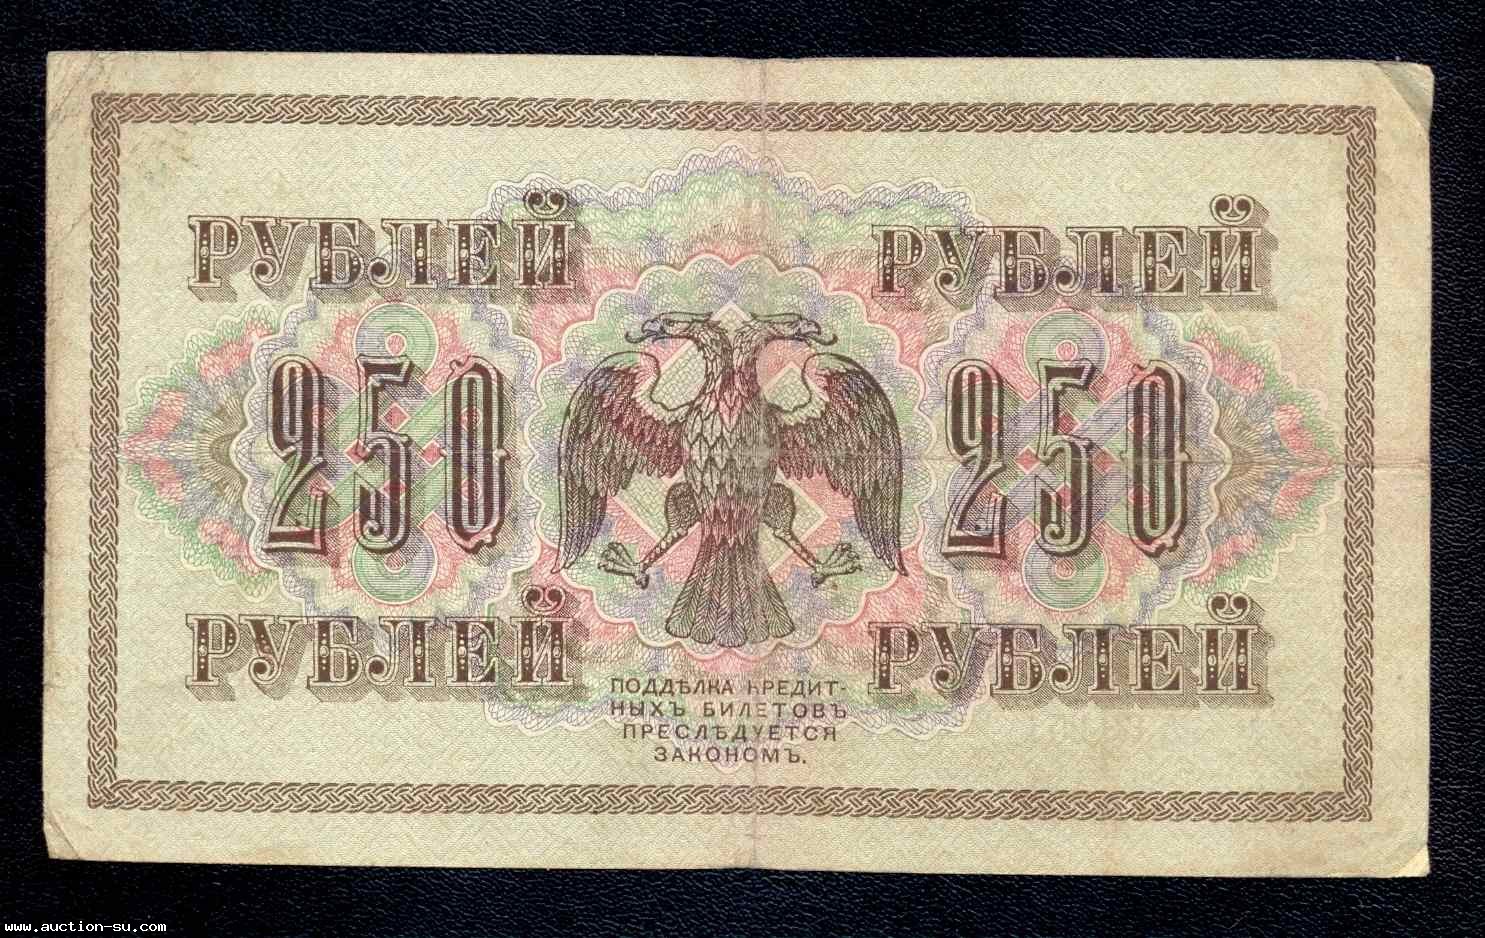 РУБЛЕЙ РУБЛЕЙ
250 250
РУБЛЕЙ РУБЛЕЙ
ПОДДѢЛКА КРЕДИТ-
НЫХЪ БИЛЕТОВЪ
ПРЕСЛѢДУЕТСЯ
ЗАКОНОМЪ.
www.auction-su.com